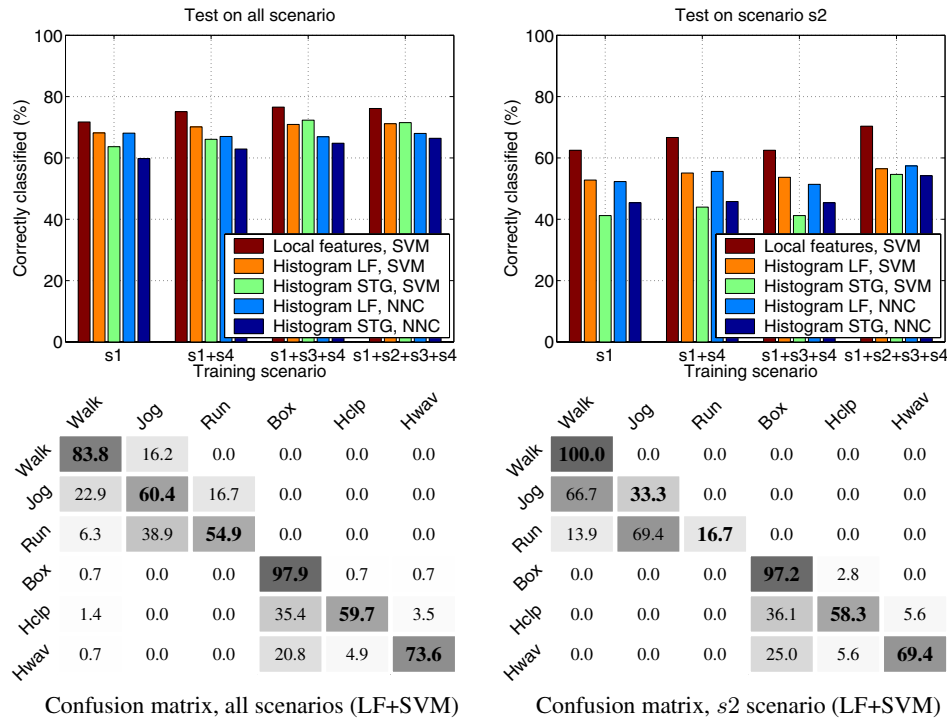 Test on all scenario
100
80
60
40
20
0
Correctly classified (%)
Local features, SVM
Histogram LF, SVM
Histogram STG, SVM
Histogram LF, NNC
Histogram STG, NNC
s1 s1+s4 s1+s3+s4 s1+s2+s3+s4
Training scenario
Test on scenario s2
100
80
60
40
20
0
Correctly classified (%)
Local features, SVM
Histogram LF, SVM
Histogram STG, SVM
Histogram LF, NNC
Histogram STG, NNC
s1 s1+s4 s1+s3+s4 s1+s2+s3+s4
Training scenario
Walk Jog Run Box Hclp Hwav
Walk 83.8 16.2 0.0 0.0 0.0 0.0
Jog 22.9 60.4 16.7 0.0 0.0 0.0
Run 6.3 38.9 54.9 0.0 0.0 0.0
Box 0.7 0.0 0.0 97.9 0.7 0.7
Hclp 1.4 0.0 0.0 35.4 59.7 3.5
Hwav 0.7 0.0 0.0 20.8 4.9 73.6
Confusion matrix, all scenarios (LF+SVM)
Walk Jog Run Box Hclp Hwav
Walk 100.0 0.0 0.0 0.0 0.0 0.0
Jog 66.7 33.3 0.0 0.0 0.0 0.0
Run 13.9 69.4 16.7 0.0 0.0 0.0
Box 0.0 0.0 0.0 97.2 2.8 0.0
Hclp 0.0 0.0 0.0 36.1 58.3 5.6
Hwav 0.0 0.0 0.0 25.0 5.6 69.4
Confusion matrix, s2 scenario (LF+SVM)